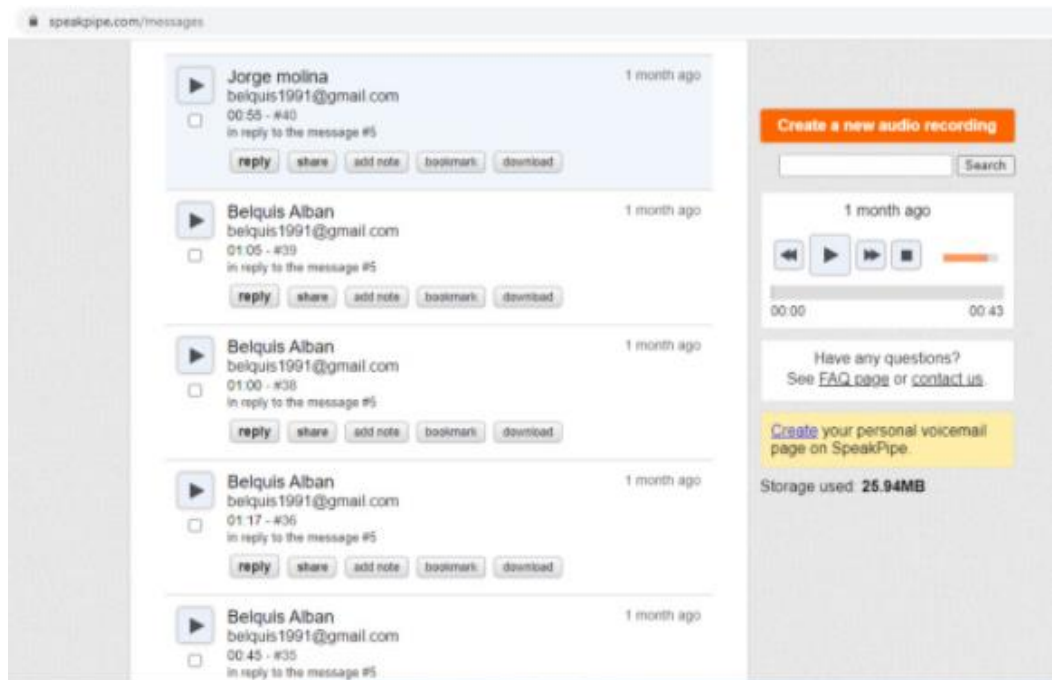 speakpipe.com/messages
Jorge molina
1 month ago
belquis1991@gmail.com
00:55 - #40
in reply to the message #5
reply share add note bookmark download
Belquis Alban
1 month ago
belquis1991@gmail.com
01:05 - #39
in reply to the message #5
reply share add note bookmark download
Belquis Alban
1 month ago
belquis1991@gmail.com
01:00 - #38
in reply to the message #5
reply share add note bookmark download
Belquis Alban
1 month ago
belquis1991@gmail.com
01:17 - #36
in reply to the message #5
reply share add note bookmark download
Belquis Alban
1 month ago
belquis1991@gmail.com
00:45 - #35
in reply to the message #5
Create a new audio recording
Search
1 month ago
00:00 00:43
Have any questions?
See FAQ page or contact us.
Create your personal voicemail
page on SpeakPipe.
Storage used: 25.94MB